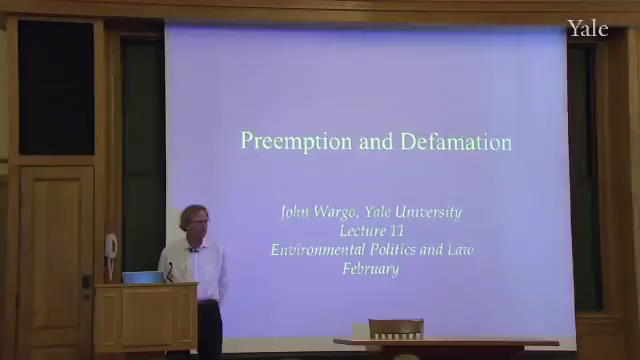 Yale
Preemption and Defamation
John Wargo, Yale University
Lecture 11
Environmental Politics and Law
February